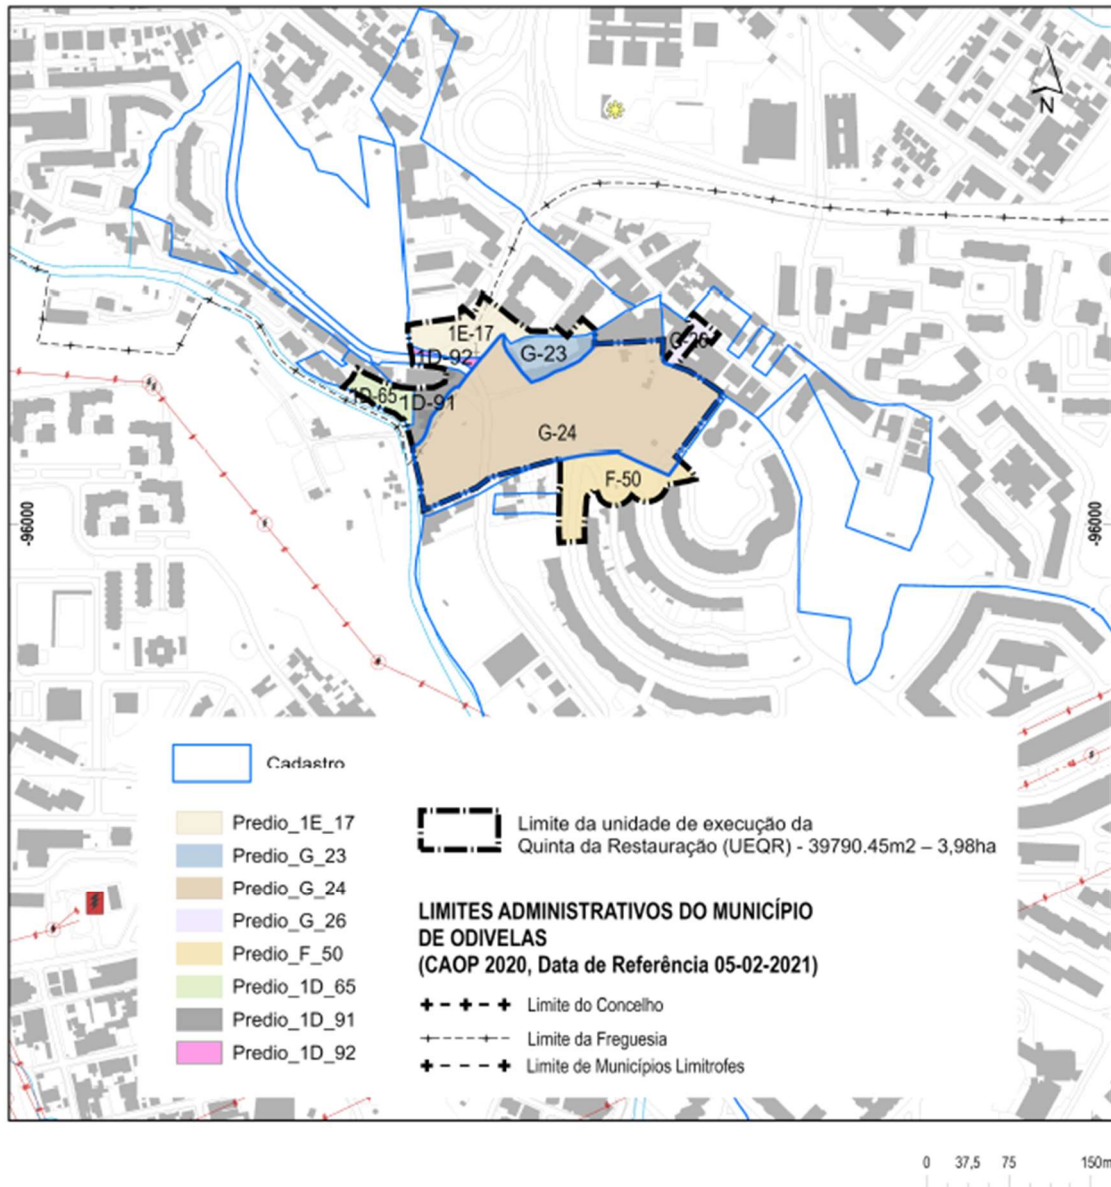 N
1E-17
1D-92
G-23
G-26
1D-65
1D-91
G-24
F-50
-96000
-96000
Cadastro
Predio_1E_17
Predio_G_23
Predio_G_24
Predio_G_26
Predio_F_50
Predio_1D_65
Predio_1D_91
Predio_1D_92
Limite da unidade de execução da
Quinta da Restauração (UEQR) - 39790.45m2 – 3,98ha
LIMITES ADMINISTRATIVOS DO MUNICÍPIO
DE ODIVELAS
(CAOP 2020, Data de Referência 05-02-2021)
Limite do Concelho
Limite da Freguesia
Limite de Municípios Limitrofes
0 37,5 75 150m